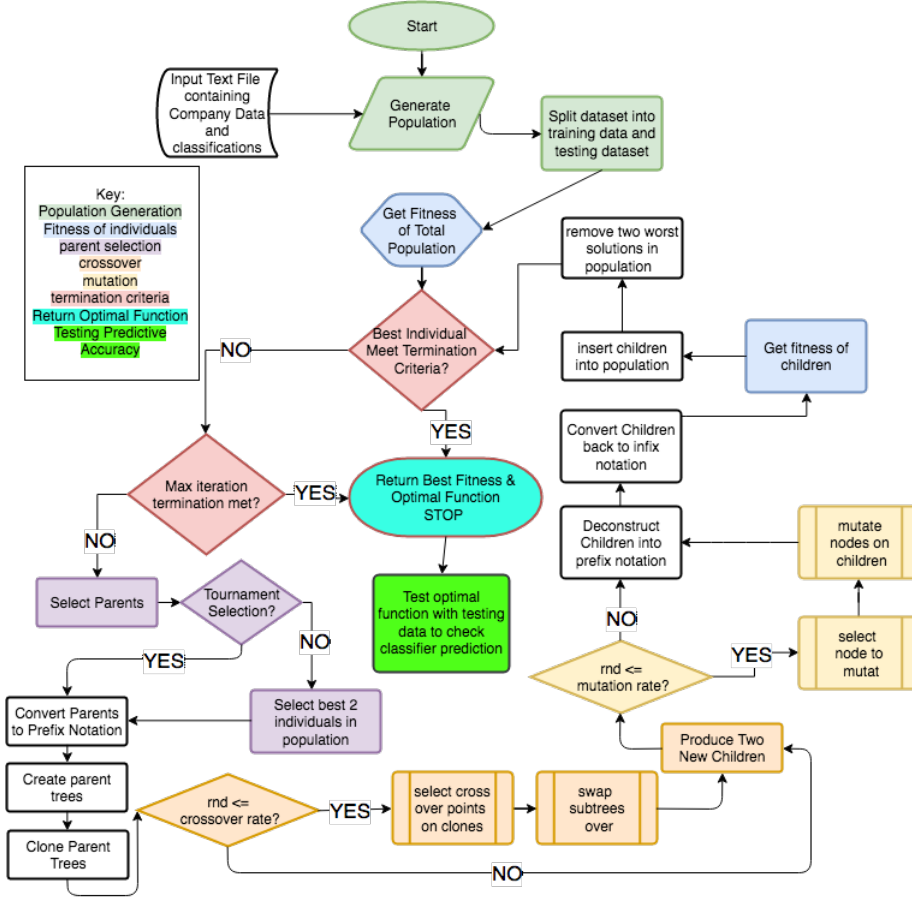 Start
Input Text File
containing
Company Data
and
classifications
Generate
Population
Split dataset into
training data and
testing dataset
Key:
Population Generation
Fitness of individuals
parent selection
crossover
mutation
termination criteria
Return Optimal Function
Testing Predictive
Accuracy
Get Fitness
of Total
Population
remove two worst
solutions in
population
Best Individual
Meet Termination
Criteria?
NO
insert children
into population
Get fitness of
children
YES
Convert Children
back to infix
notation
Max iteration
termination met?
YES
Return Best Fitness &
Optimal Function
STOP
NO
Deconstruct
Children into
prefix notation
mutate
nodes on
children
Select Parents
Tournament
Selection?
Test optimal
function with testing
data to check
classifier prediction
NO
NO
YES
rnd <=
mutation rate?
YES
select
node to
mutat
Convert Parents
to Prefix Notation
Select best 2
individuals in
population
Produce Two
New Children
Create parent
trees
rnd <=
crossover rate?
YES
select cross
over points
on clones
swap
subtrees
over
Clone Parent
Trees
NO